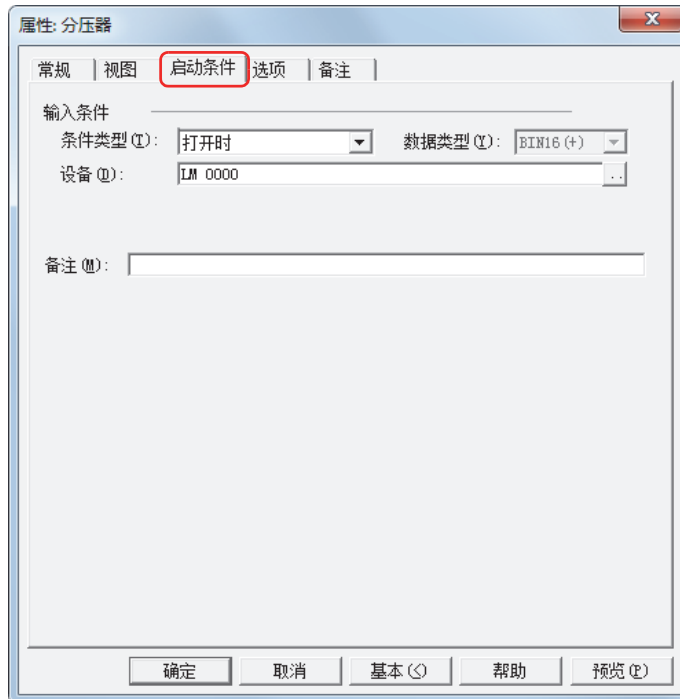 属性: 分压器
常规 视图 启动条件 选项 备注
输入条件
条件类型(T): 打开时 数据类型(Y): BIN16(+)
设备(D): LM 0000 ..
备注(M):
确定 取消 基本(<) 帮助 预览(P)